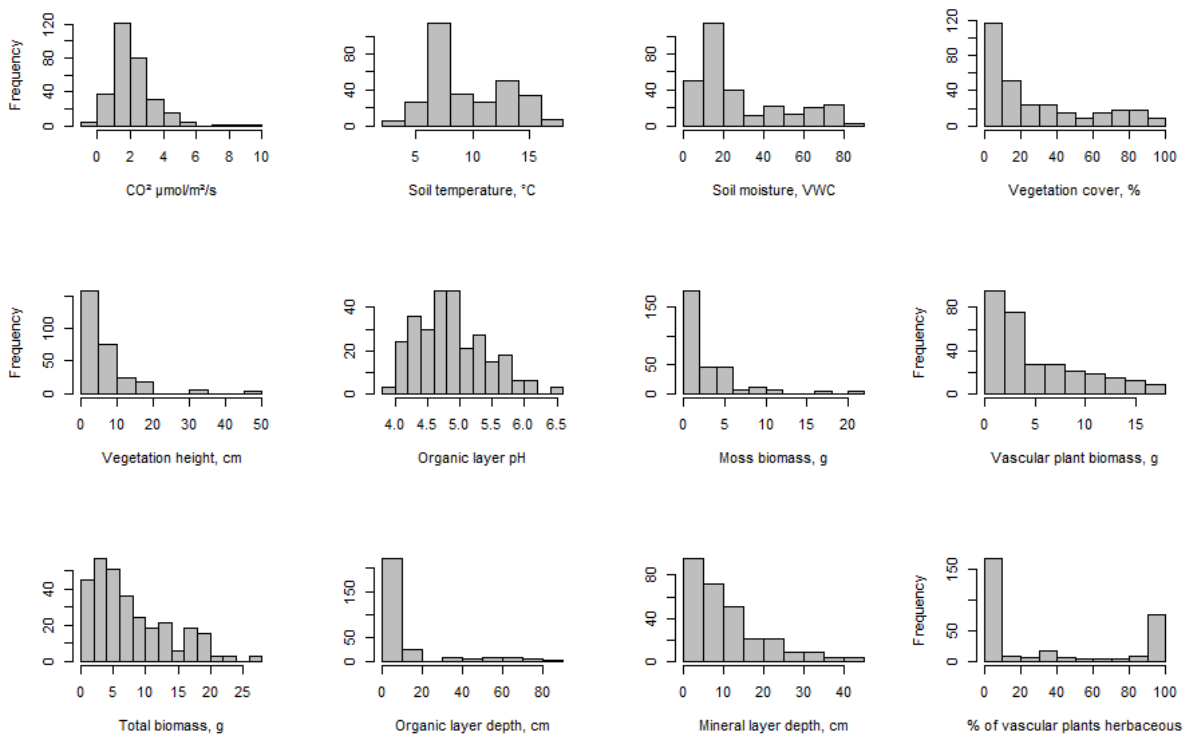 Frequency
0 40 80 120
0 2 4 6 8 10
CO² µmol/m²/s
0 40 80
5 10 15
Soil temperature, °C
0 40 80
0 20 40 60 80
Soil moisture, VWC
0 40 80 120
0 20 40 60 80 100
Vegetation cover, %
Frequency
0 50 100
0 10 20 30 40 50
Vegetation height, cm
0 20 40
4.0 4.5 5.0 5.5 6.0 6.5
Organic layer pH
0 50 150
0 5 10 15 20
Moss biomass, g
0 40 80
0 5 10 15
Vascular plant biomass, g
0 20 40
0 5 10 15 20 25
Total biomass, g
0 50 150
0 20 40 60 80
Organic layer depth, cm
0 40 80
0 10 20 30 40
Mineral layer depth, cm
Frequency
0 50 150
0 20 40 60 80 100
% of vascular plants herbaceous